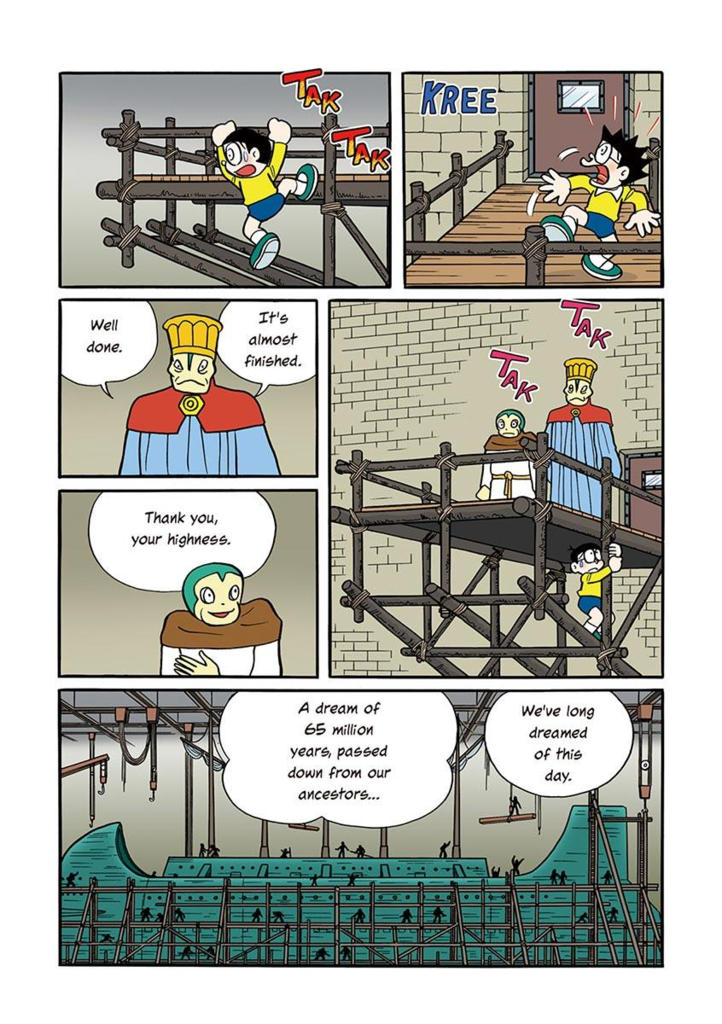 KREE
TAK
TAK
TAK
TAK
It's
almost
finished.
Well
done.
Thank you,
your highness.
We've long
dreamed
of this
day.
A dream of
65 million
years, passed
down from our
ancestors...